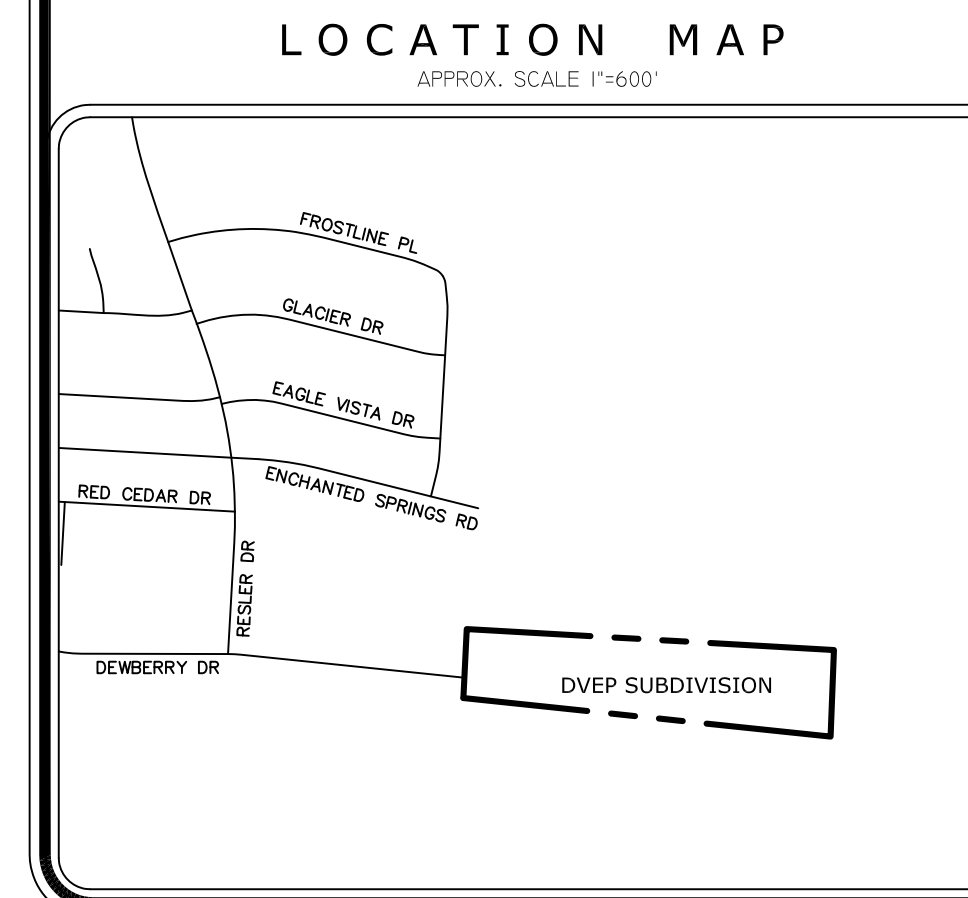 LOCATION MAP
APPROX. SCALE 1"=600'
FROSTLINE PL
GLACIER DR
EAGLE VISTA DR
ENCHANTED SPRINGS RD
RED CEDAR DR
RESLER DR
DEWBERRY DR
DVEP SUBDIVISION